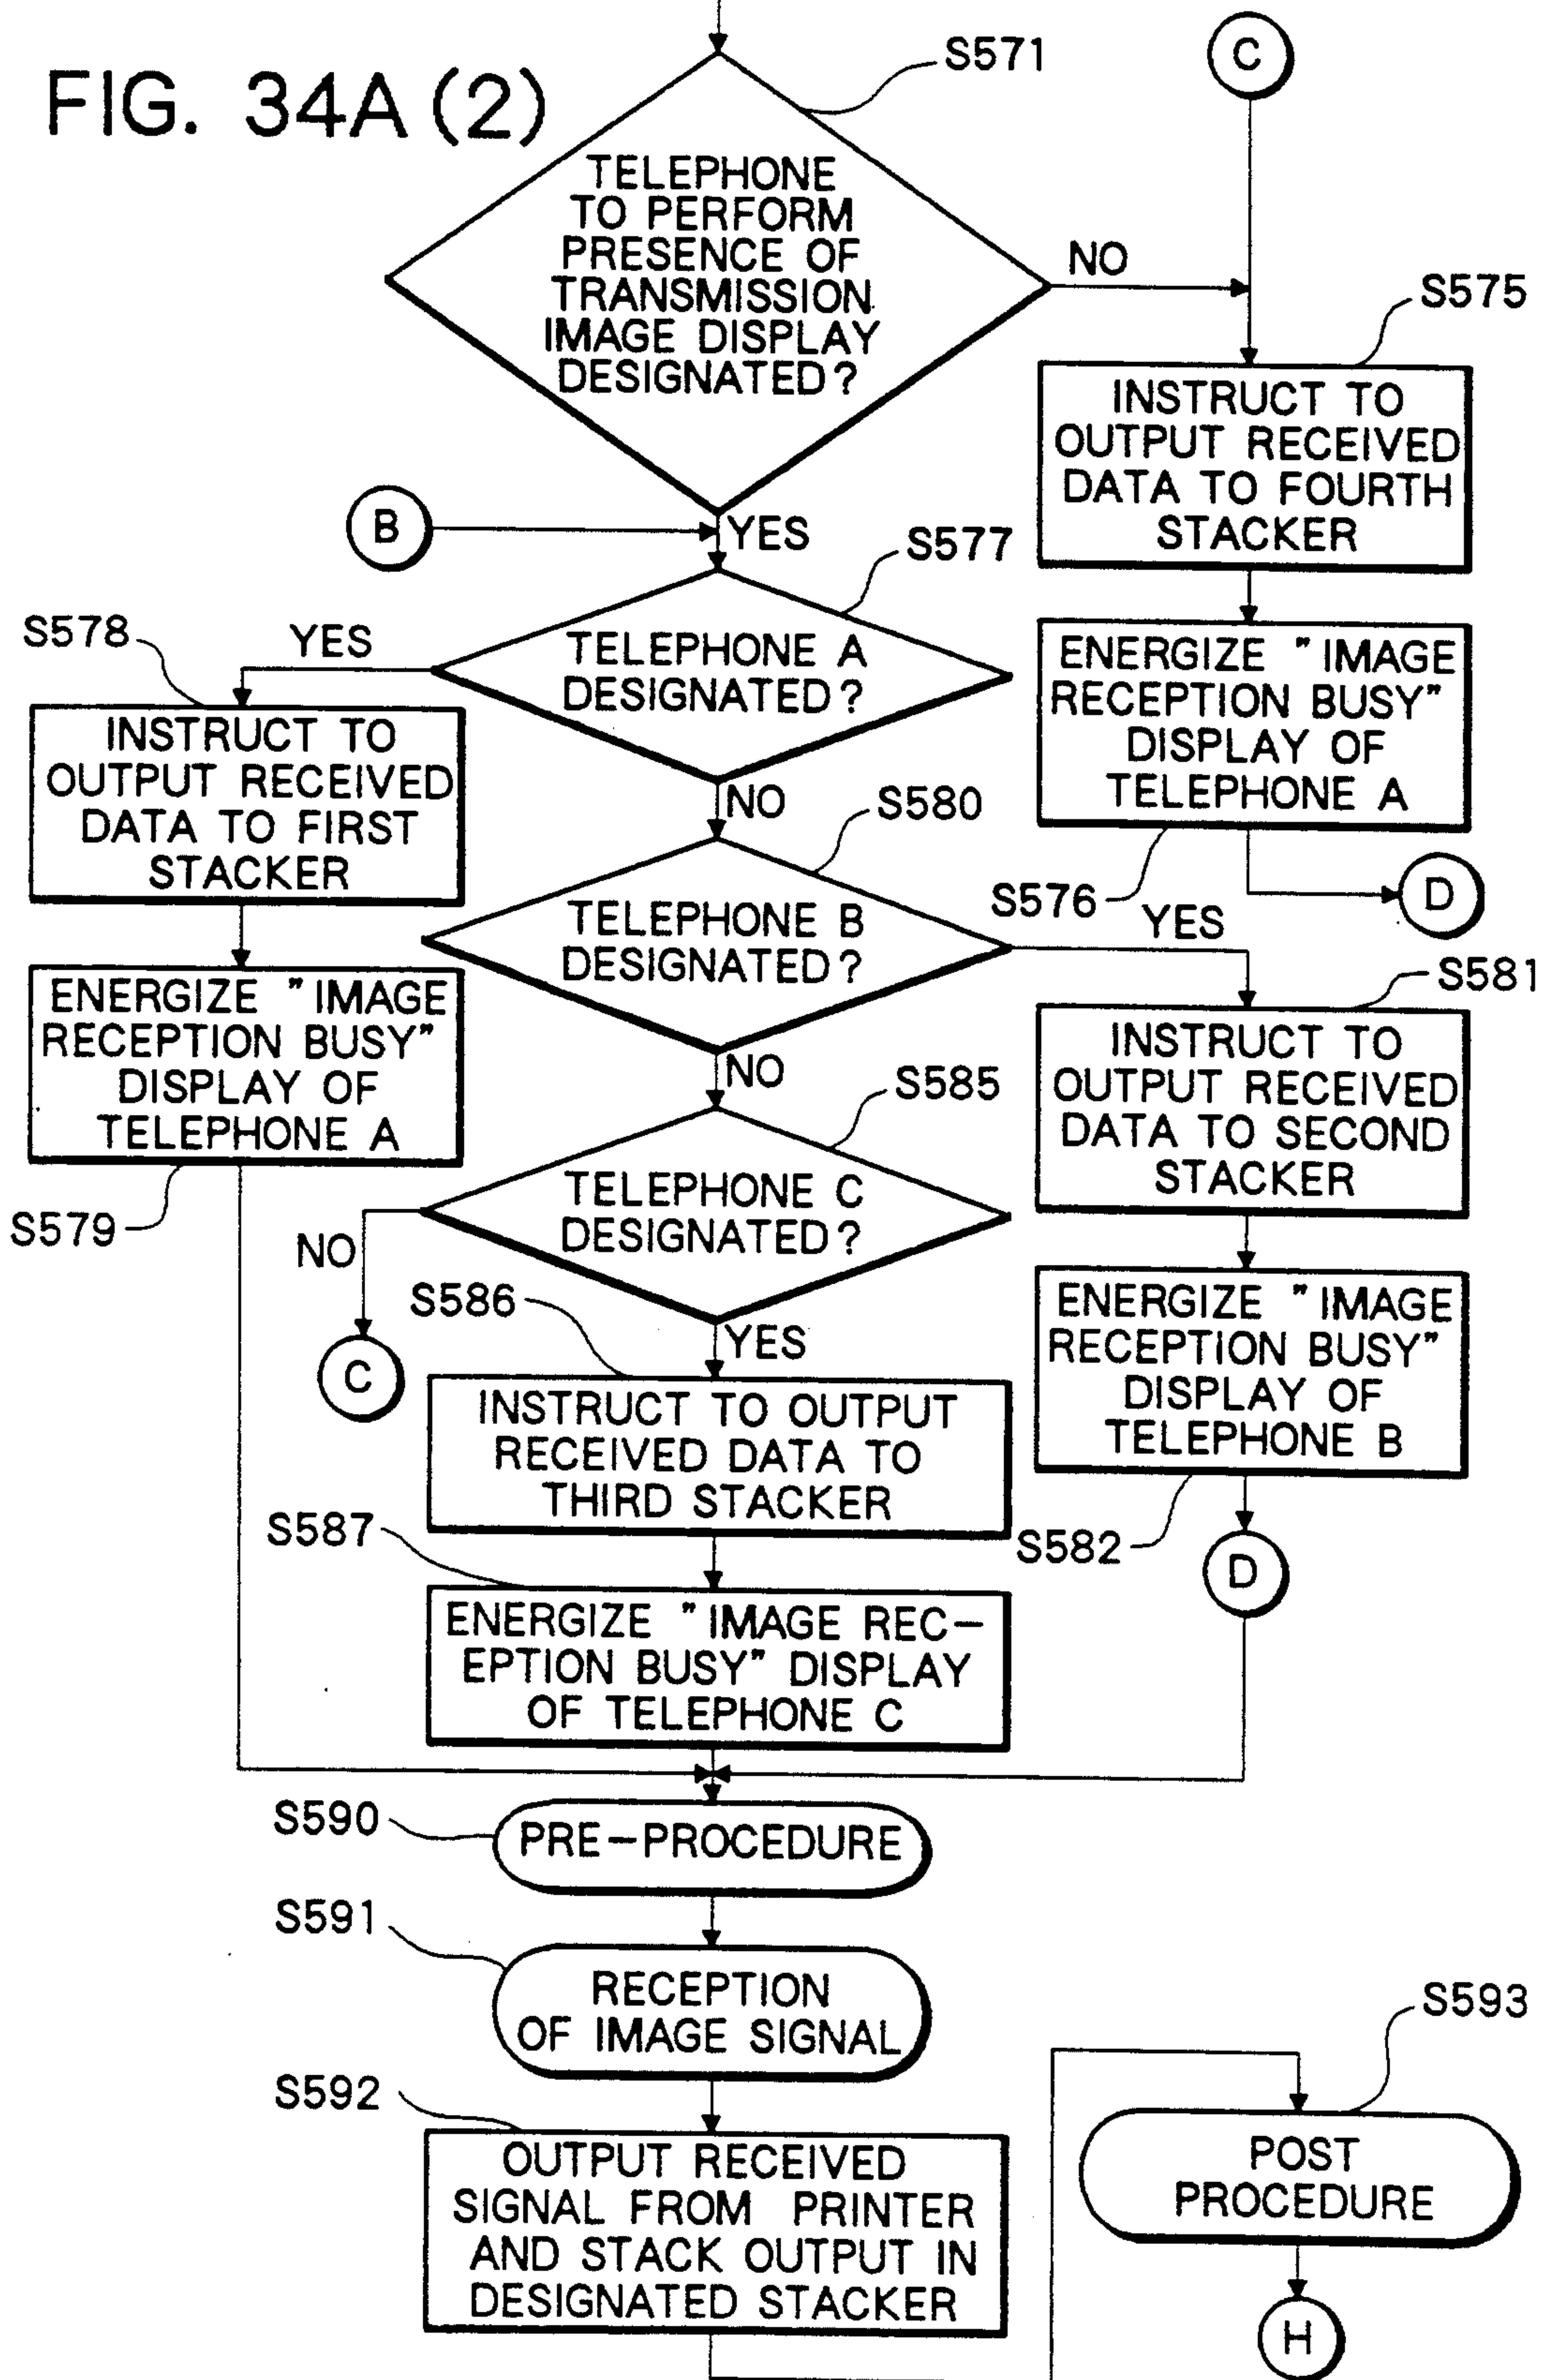 FIG. 34A (2)
S571
C
TELEPHONE
TO PERFORM
PRESENCE OF
TRANSMISSION
IMAGE DISPLAY
DESIGNATED?
NO
S575
INSTRUCT TO
OUTPUT RECEIVED
DATA TO FOURTH
STACKER
B
YES
S577
S578
YES
TELEPHONE A
DESIGNATED?
ENERGIZE "IMAGE
RECEPTION BUSY"
DISPLAY OF
TELEPHONE A
INSTRUCT TO
OUTPUT RECEIVED
DATA TO FIRST
STACKER
NO
S580
S576
D
TELEPHONE B
DESIGNATED?
YES
S581
ENERGIZE "IMAGE
RECEPTION BUSY"
DISPLAY OF
TELEPHONE A
S579
INSTRUCT TO
OUTPUT RECEIVED
DATA TO SECOND
STACKER
NO
S585
TELEPHONE C
DESIGNATED?
NO
C
S586
YES
ENERGIZE "IMAGE
RECEPTION BUSY"
DISPLAY OF
TELEPHONE B
INSTRUCT TO OUTPUT
RECEIVED DATA TO
THIRD STACKER
S587
S582
D
ENERGIZE "IMAGE REC-
EPTION BUSY" DISPLAY
OF TELEPHONE C
S590
PRE-PROCEDURE
S591
RECEPTION
OF IMAGE SIGNAL
S592
OUTPUT RECEIVED
SIGNAL FROM PRINTER
AND STACK OUTPUT IN
DESIGNATED STACKER
S593
POST
PROCEDURE
H